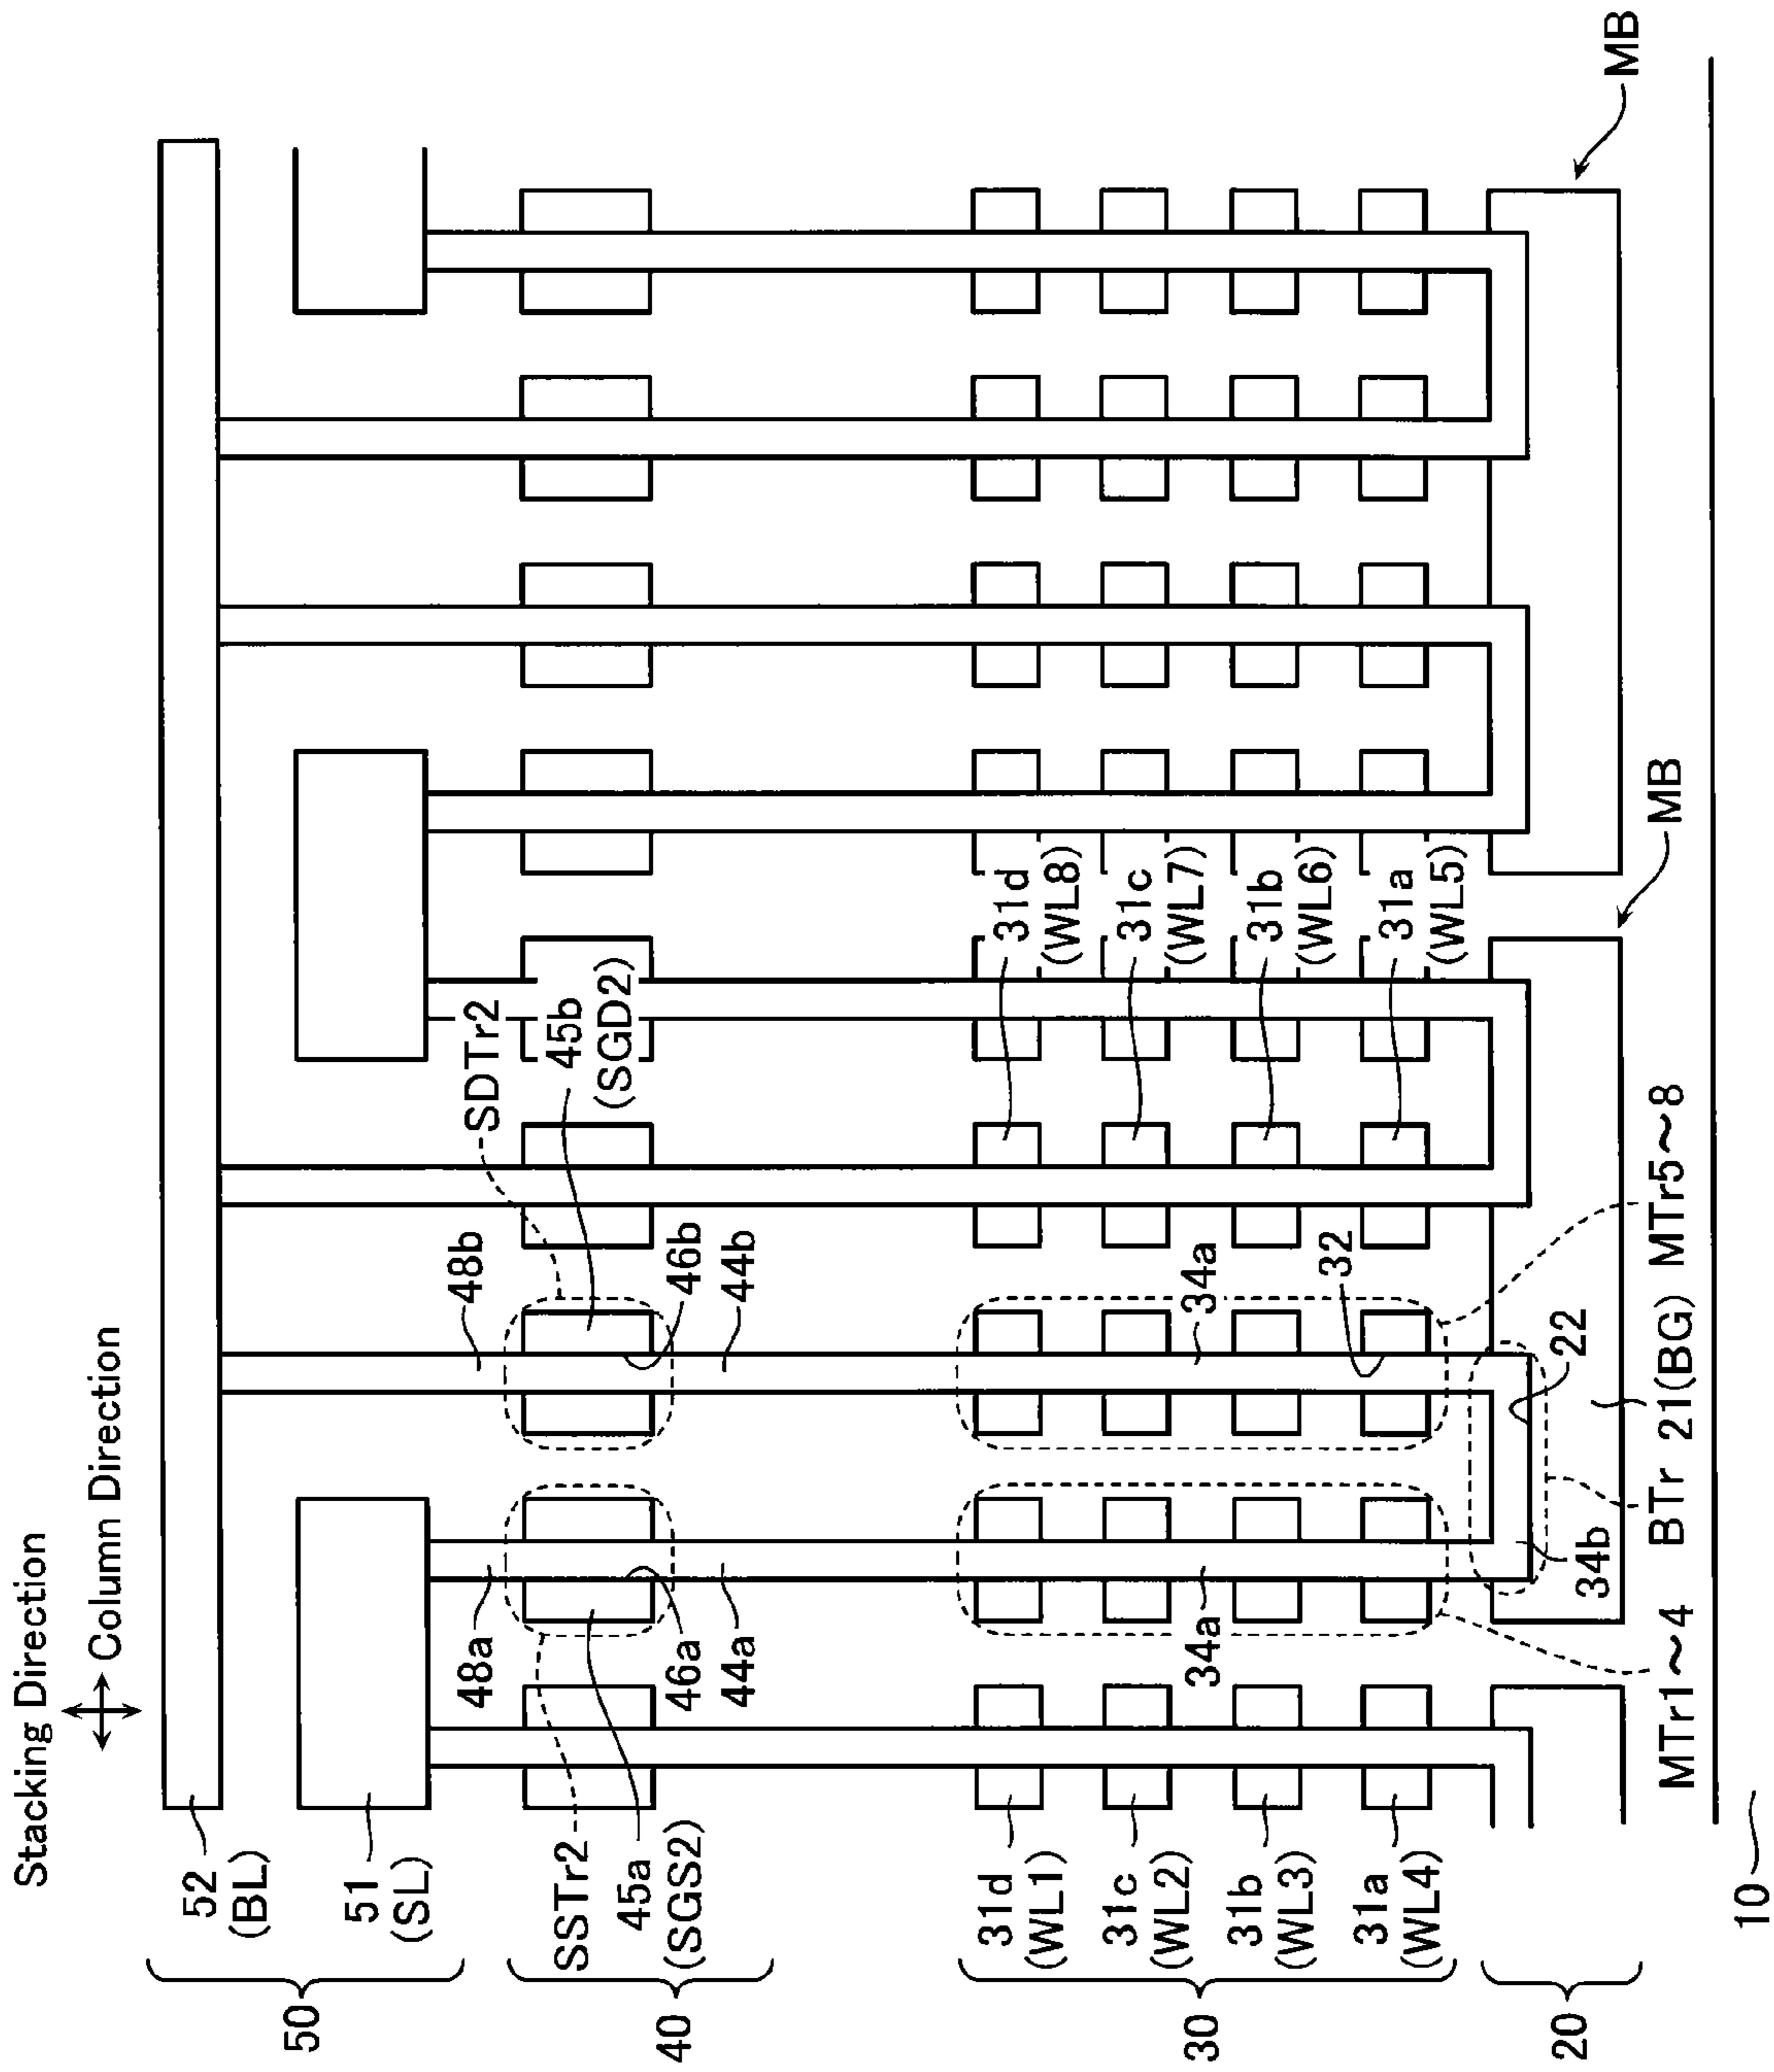 Stacking Direction
Column Direction
50
52
(BL)
51
(SL)
40
SSTr2
45a
(SGS2)
48a
46a
44a
48b
46b
44b
SDTr2
45b
(SGD2)
30
31d
(WL1)
31c
(WL2)
31b
(WL3)
31a
(WL4)
34a
34a
32
31d
(WL8)
31c
(WL7)
31b
(WL6)
31a
(WL5)
20
34b
22
MB
MB
MTr1~4
BTr
21(BG)
MTr5~8
10